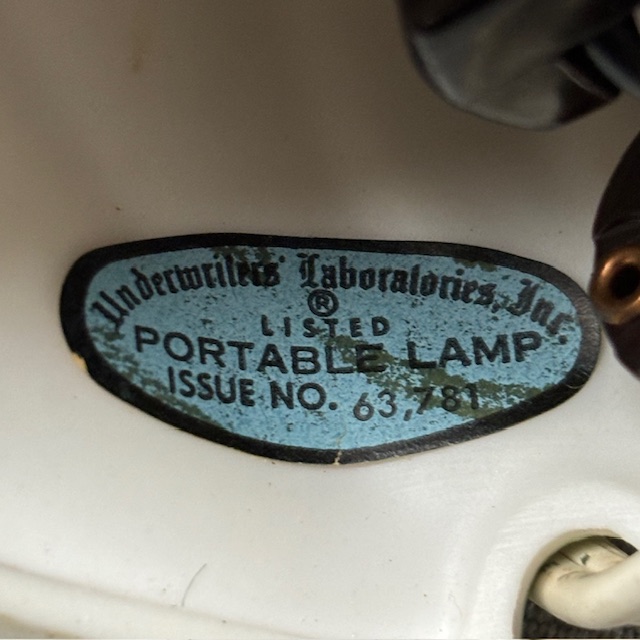 Underwriters' Laboratories, Inc.
®
LISTED
PORTABLE LAMP
ISSUE NO. 63,781